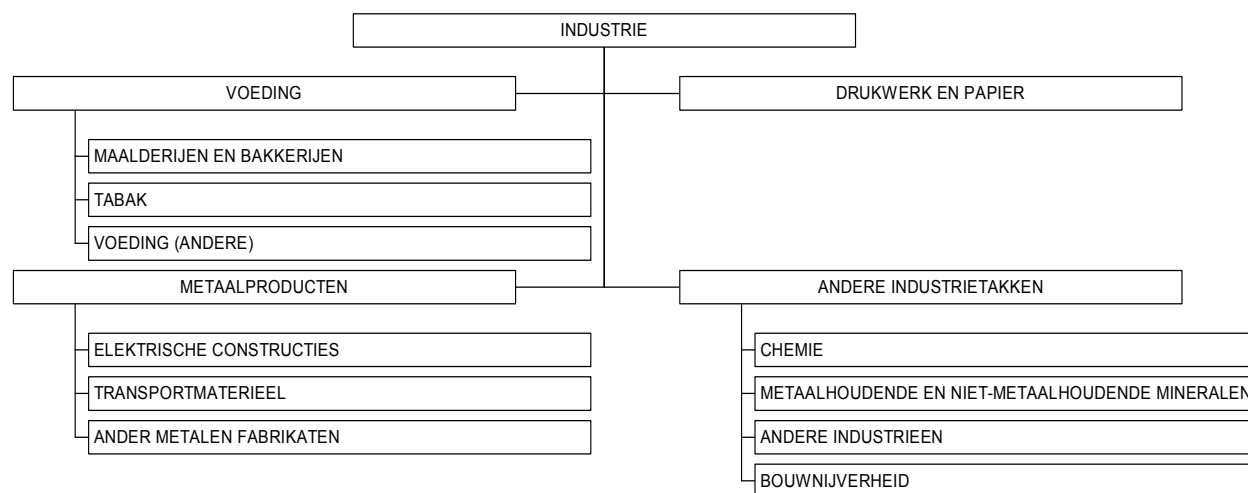 INDUSTRIE
VOEDING
DRUKWERK EN PAPIER
MAALDERIJEN EN BAKKERIJEN
TABAK
VOEDING (ANDERE)
METAALPRODUCTEN
ANDERE INDUSTRIETAKKEN
ELEKTRISCHE CONSTRUCTIES
TRANSPORTMATERIEEL
ANDER METALEN FABRIKATEN
CHEMIE
METAALHOUDENDE EN NIET-METAALHOUDENDE MINERALEN
ANDERE INDUSTRIEEN
BOUWNIJVERHEID